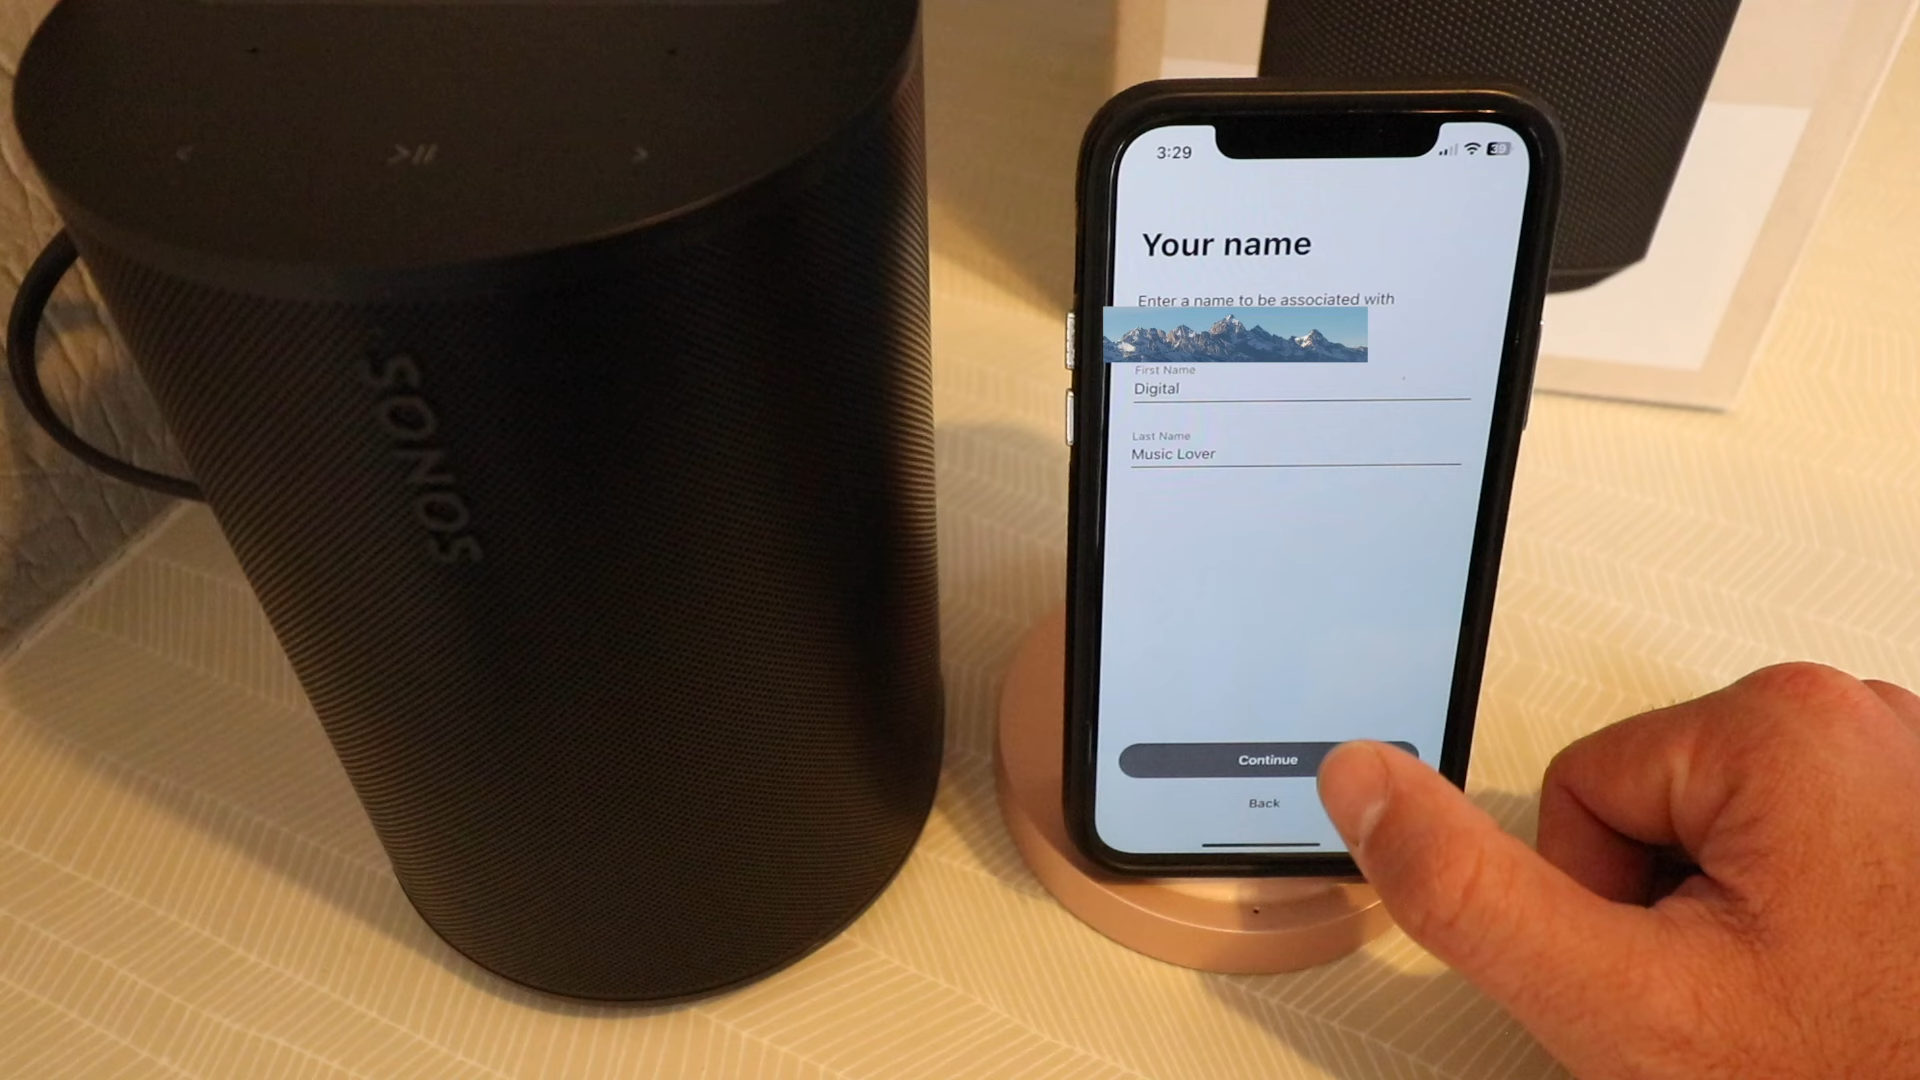 SONOS
3:29
39
Your name
Enter a name to be associated with
First Name
Digital
Last Name
Music Lover
Continue
Back